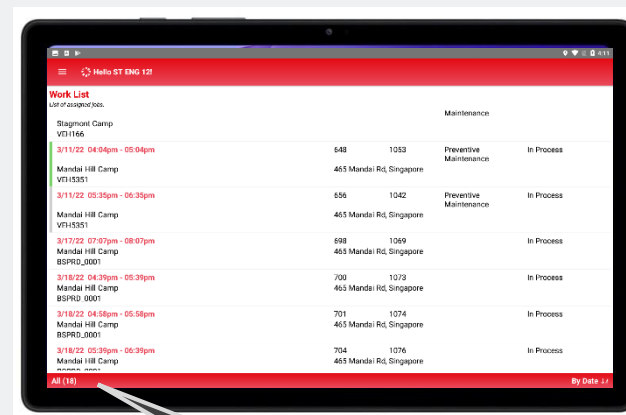 4:11
Hello ST ENG 12!
Work List
List of assigned jobs.
Maintenance
Stagmont Camp
VEH166
3/11/22 04:04pm - 05:04pm 648 1053 Preventive Maintenance In Process
Mandai Hill Camp 465 Mandai Rd, Singapore
VEH5351
3/11/22 05:35pm - 06:35pm 656 1042 Preventive Maintenance In Process
Mandai Hill Camp 465 Mandai Rd, Singapore
VEH5351
3/17/22 07:07pm - 08:07pm 698 1069 In Process
Mandai Hill Camp 465 Mandai Rd, Singapore
BSPRD_0001
3/18/22 04:39pm - 05:39pm 700 1073 In Process
Mandai Hill Camp 465 Mandai Rd, Singapore
BSPRD_0001
3/18/22 04:58pm - 05:58pm 701 1074 In Process
Mandai Hill Camp 465 Mandai Rd, Singapore
BSPRD_0001
3/18/22 05:39pm - 06:39pm 704 1076 In Process
Mandai Hill Camp 465 Mandai Rd, Singapore
All (18) By Date